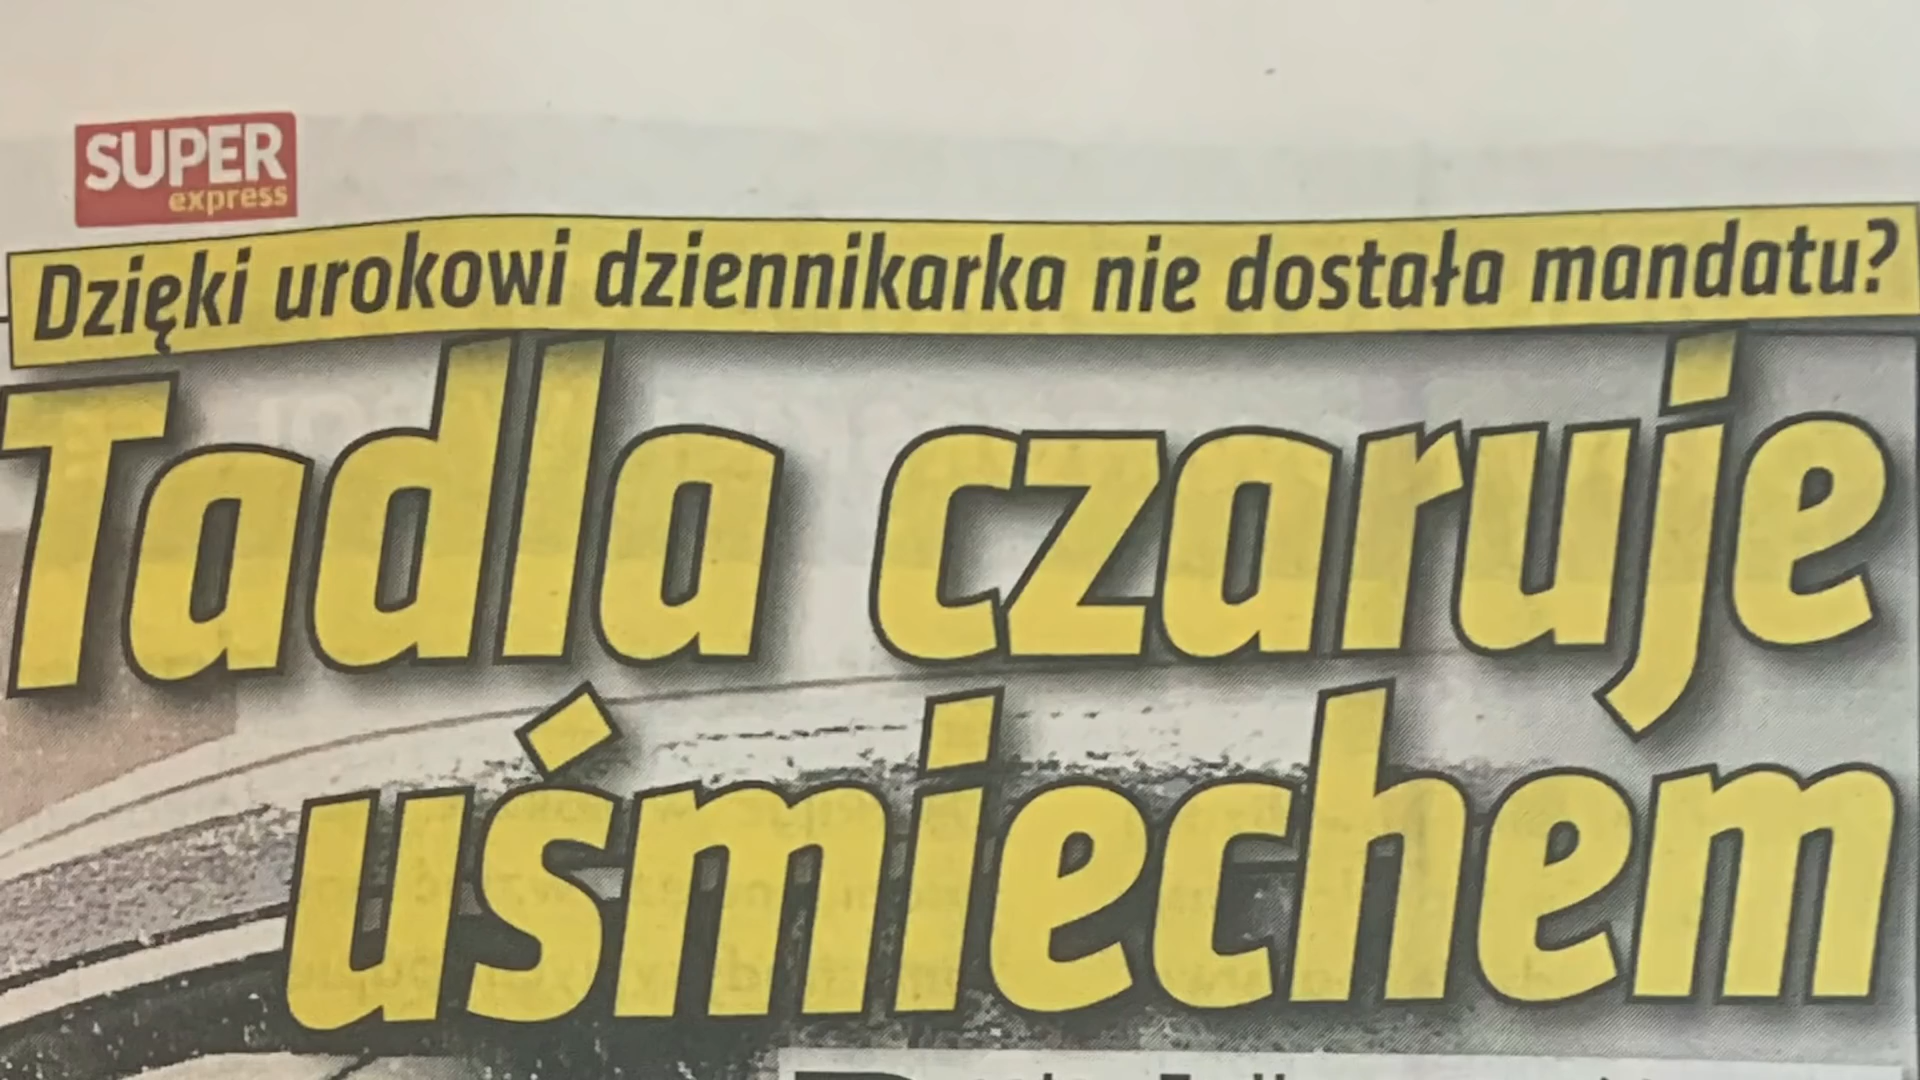 SUPER
express
Dzięki urokowi dziennikarka nie dostała mandatu?
Tadla czaruje
uśmiechem